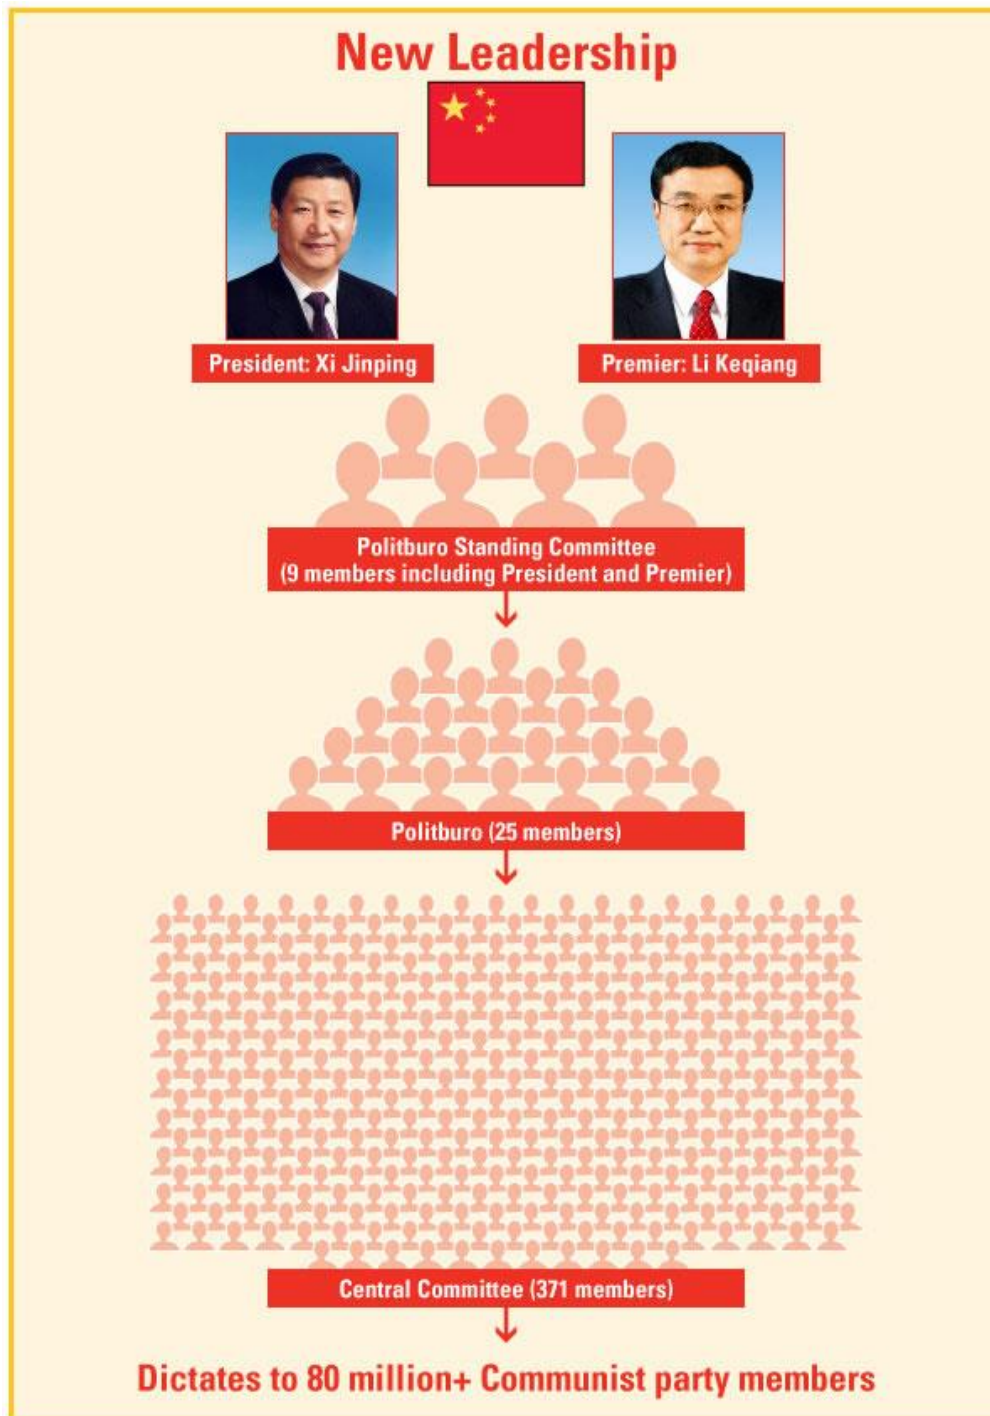 New Leadership
President: Xi Jinping
Premier: Li Keqiang
Politburo Standing Committee
(9 members including President and Premier)
Politburo (25 members)
Central Committee (371 members)
Dictates to 80 million+ Communist party members